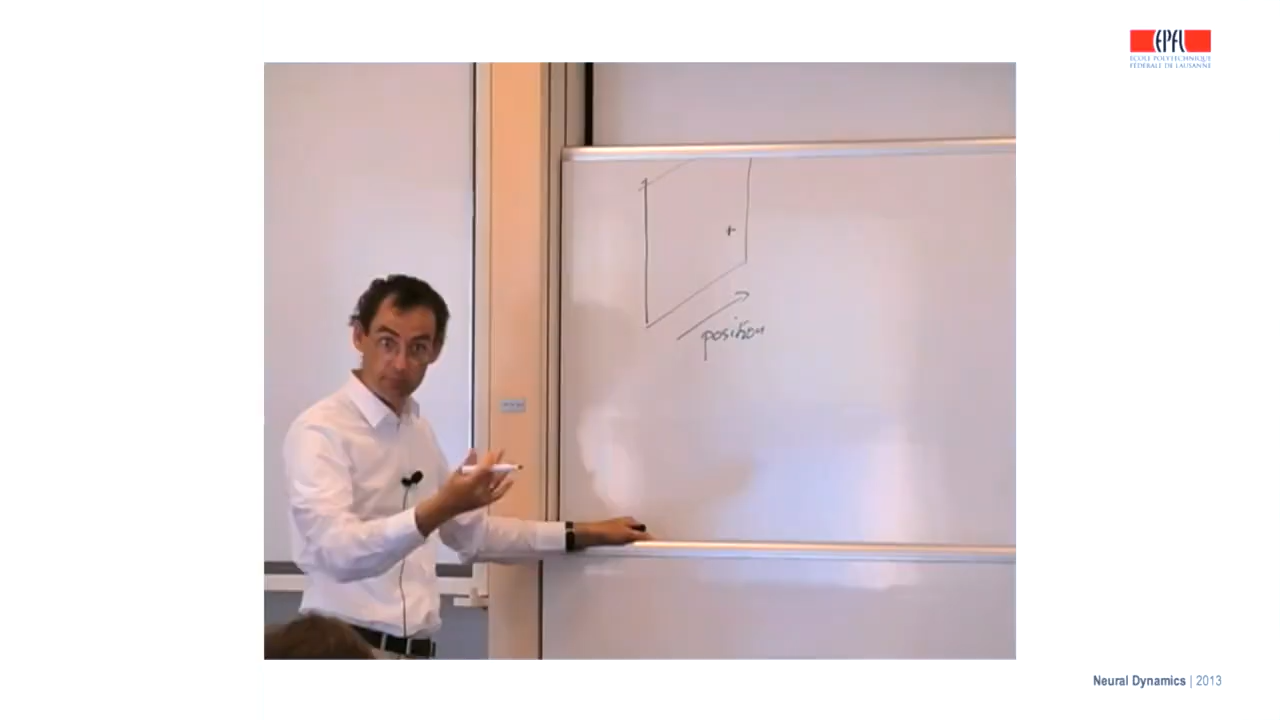 EPFL
ÉCOLE POLYTECHNIQUE
FÉDÉRALE DE LAUSANNE
position
Neural Dynamics | 2013